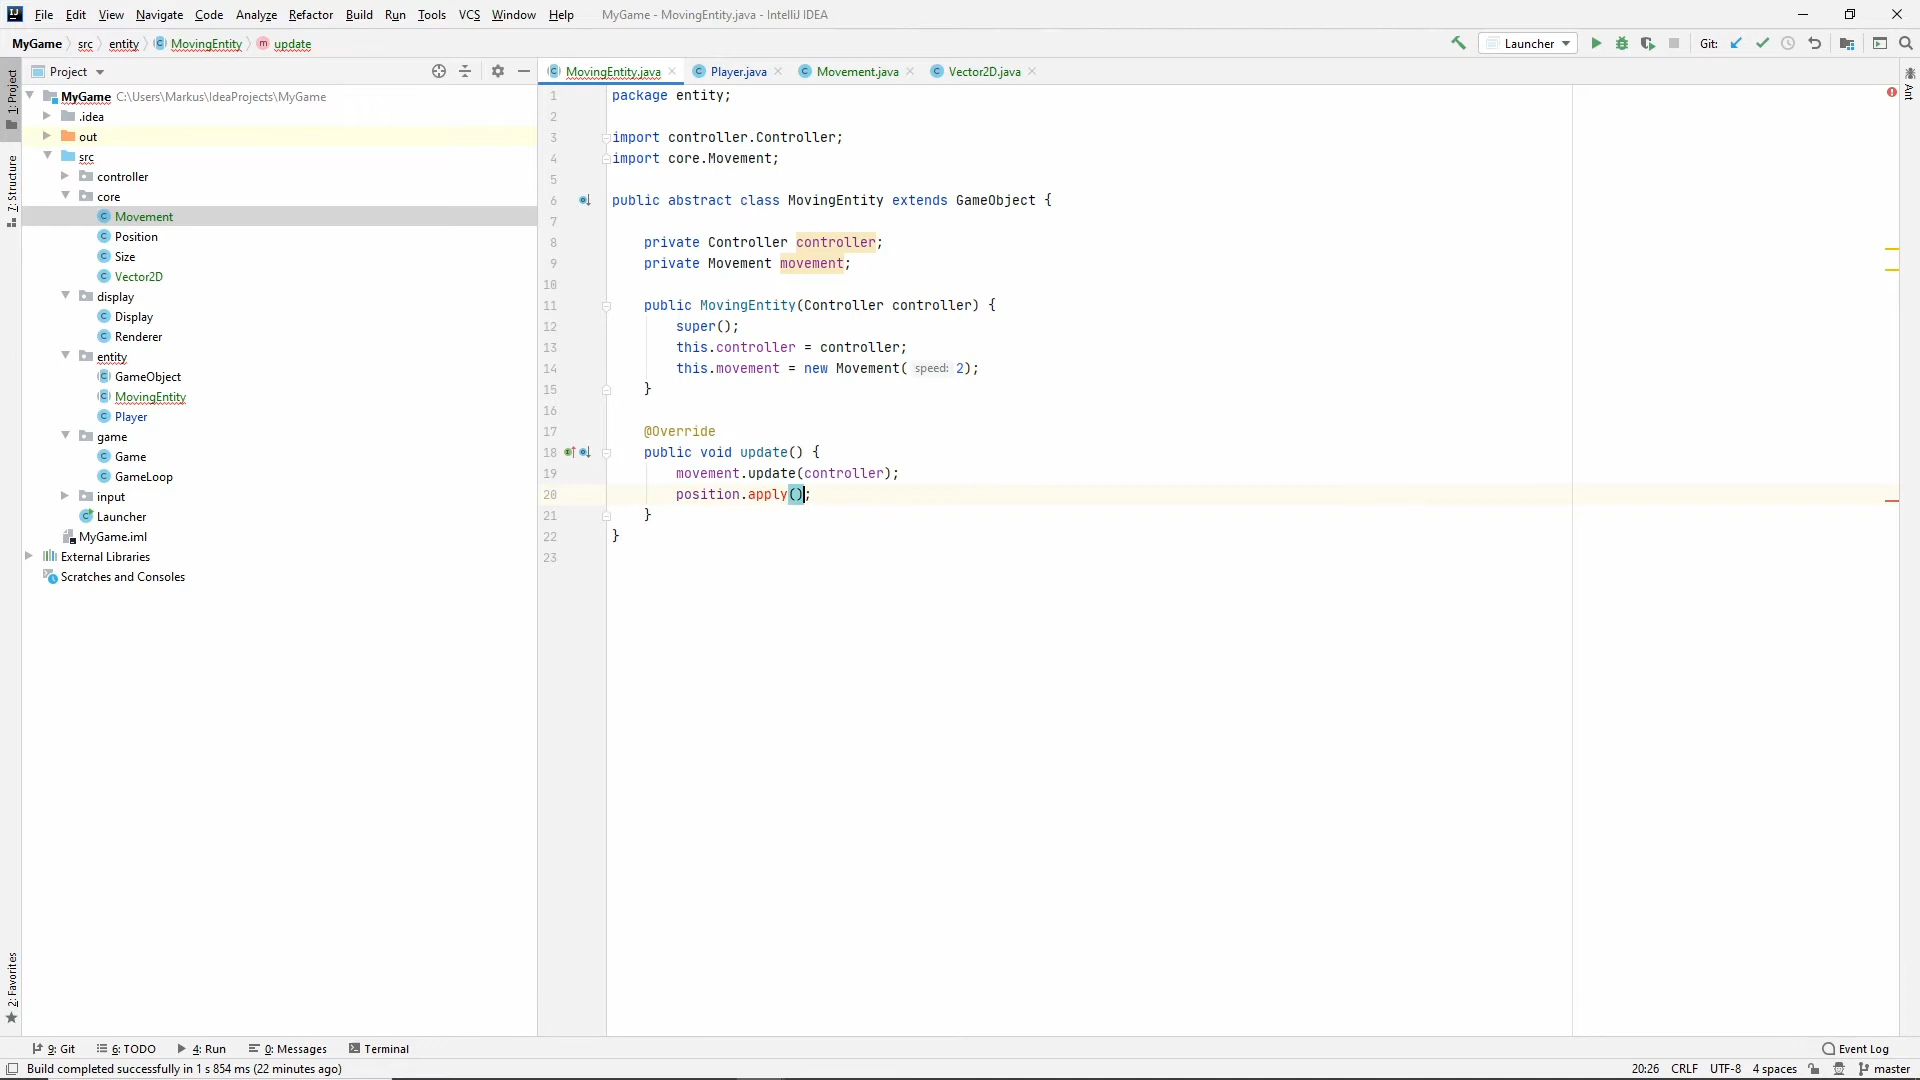 File Edit View Navigate Code Analyze Refactor Build Run Tools VCS Window Help MyGame - MovingEntity.java - IntelliJ IDEA
MyGame src entity MovingEntity update Launcher Git:
Project MovingEntity.java Player.java Movement.java Vector2D.java
1: Project
7: Structure
2: Favorites
Ant
MyGame C:\Users\Markus\IdeaProjects\MyGame
.idea
out
src
controller
core
Movement
Position
Size
Vector2D
display
Display
Renderer
entity
GameObject
MovingEntity
Player
game
Game
GameLoop
input
Launcher
MyGame.iml
External Libraries
Scratches and Consoles
1 package entity;
2
3 import controller.Controller;
4 import core.Movement;
5
6 public abstract class MovingEntity extends GameObject {
7
8 private Controller controller;
9 private Movement movement;
10
11 public MovingEntity(Controller controller) {
12 super();
13 this.controller = controller;
14 this.movement = new Movement( speed: 2);
15 }
16
17 @Override
18 public void update() {
19 movement.update(controller);
20 position.apply();
21 }
22 }
23
9: Git 6: TODO 4: Run 0: Messages Terminal Event Log
Build completed successfully in 1 s 854 ms (22 minutes ago) 20:26 CRLF UTF-8 4 spaces master